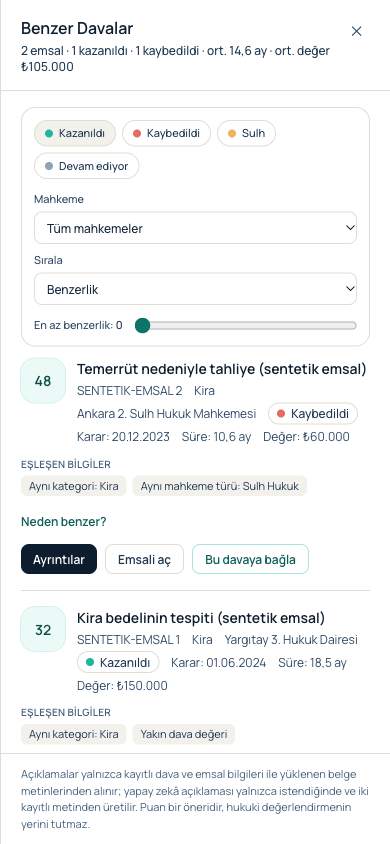 Benzer Davalar
2 emsal · 1 kazanıldı · 1 kaybedildi · ort. 14,6 ay · ort. değer
₺105.000
Kazanıldı Kaybedildi Sulh
Devam ediyor
Mahkeme
Tüm mahkemeler
Sırala
Benzerlik
En az benzerlik: 0
48 Temerrüt nedeniyle tahliye (sentetik emsal)
SENTETIK-EMSAL 2 Kira
Ankara 2. Sulh Hukuk Mahkemesi Kaybedildi
Karar: 20.12.2023 Süre: 10,6 ay Değer: ₺60.000
EŞLEŞEN BİLGİLER
Aynı kategori: Kira Aynı mahkeme türü: Sulh Hukuk
Neden benzer?
Ayrıntılar Emsali aç Bu davaya bağla
32 Kira bedelinin tespiti (sentetik emsal)
SENTETIK-EMSAL 1 Kira Yargıtay 3. Hukuk Dairesi
Kazanıldı Karar: 01.06.2024 Süre: 18,5 ay
Değer: ₺150.000
EŞLEŞEN BİLGİLER
Aynı kategori: Kira Yakın dava değeri
Açıklamalar yalnızca kayıtlı dava ve emsal bilgileri ile yüklenen belge
metinlerinden alınır; yapay zekâ açıklaması yalnızca istendiğinde ve iki
kayıtlı metinden üretilir. Puan bir öneridir, hukuki değerlendirmenin
yerini tutmaz.